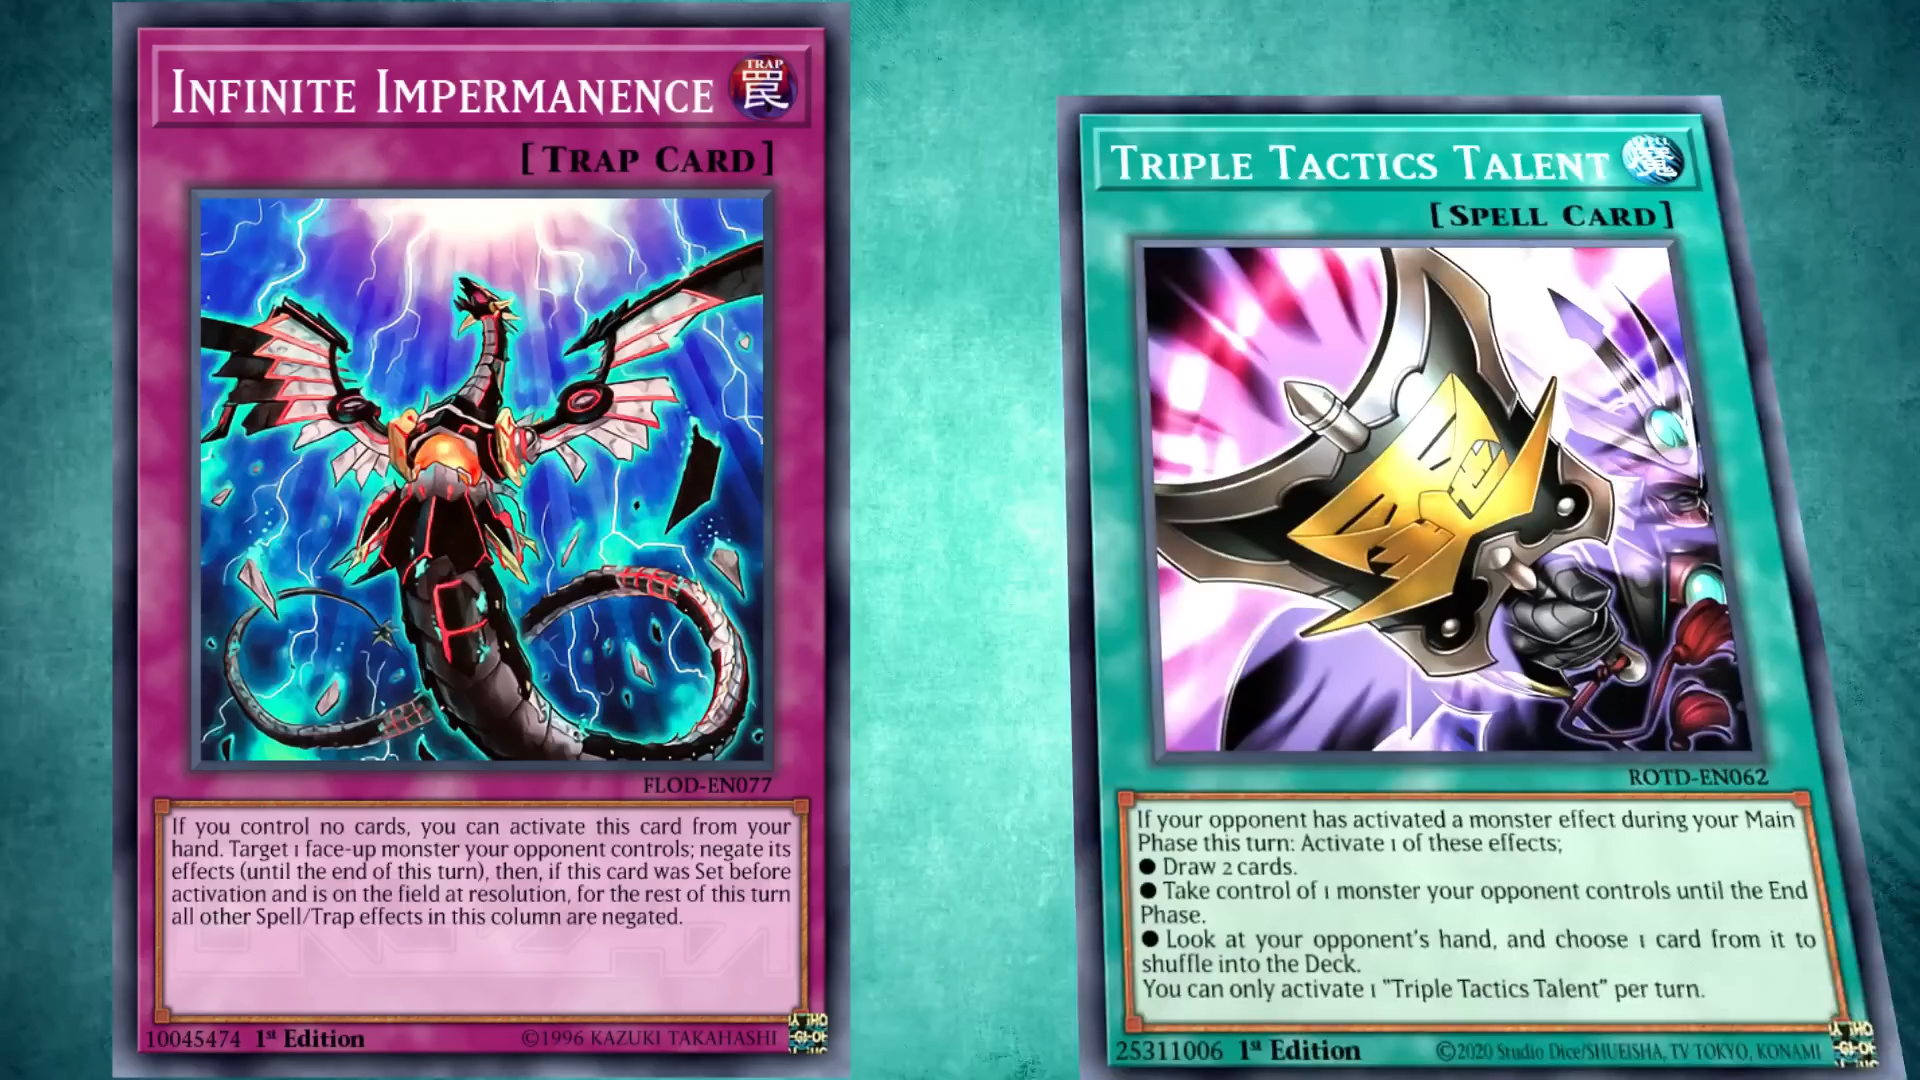 INFINITE IMPERMANENCE
TRAP
罠
[TRAP CARD]
FLOD-EN077
If you control no cards, you can activate this card from your
hand. Target 1 face-up monster your opponent controls; negate its
effects (until the end of this turn), then, if this card was Set before
activation and is on the field at resolution, for the rest of this turn
all other Spell/Trap effects in this column are negated.
10045474 1st Edition
©1996 KAZUKI TAKAHASHI
TRIPLE TACTICS TALENT
魔
[SPELL CARD]
ROTD-EN062
If your opponent has activated a monster effect during your Main
Phase this turn: Activate 1 of these effects;
● Draw 2 cards.
● Take control of 1 monster your opponent controls until the End
Phase.
● Look at your opponent's hand, and choose 1 card from it to
shuffle into the Deck.
You can only activate 1 "Triple Tactics Talent" per turn.
25311006 1st Edition
©2020 Studio Dice/SHUEISHA, TV TOKYO, KONAMI